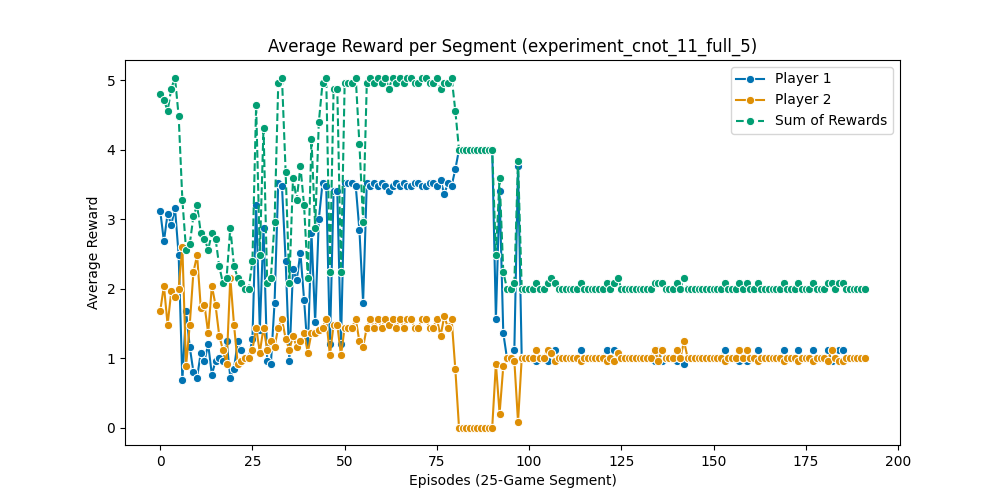 Average Reward per Segment (experiment_cnot_11_full_5)
Player 1
Player 2
Sum of Rewards
Average Reward
5
4
3
2
1
0
0 25 50 75 100 125 150 175 200
Episodes (25-Game Segment)